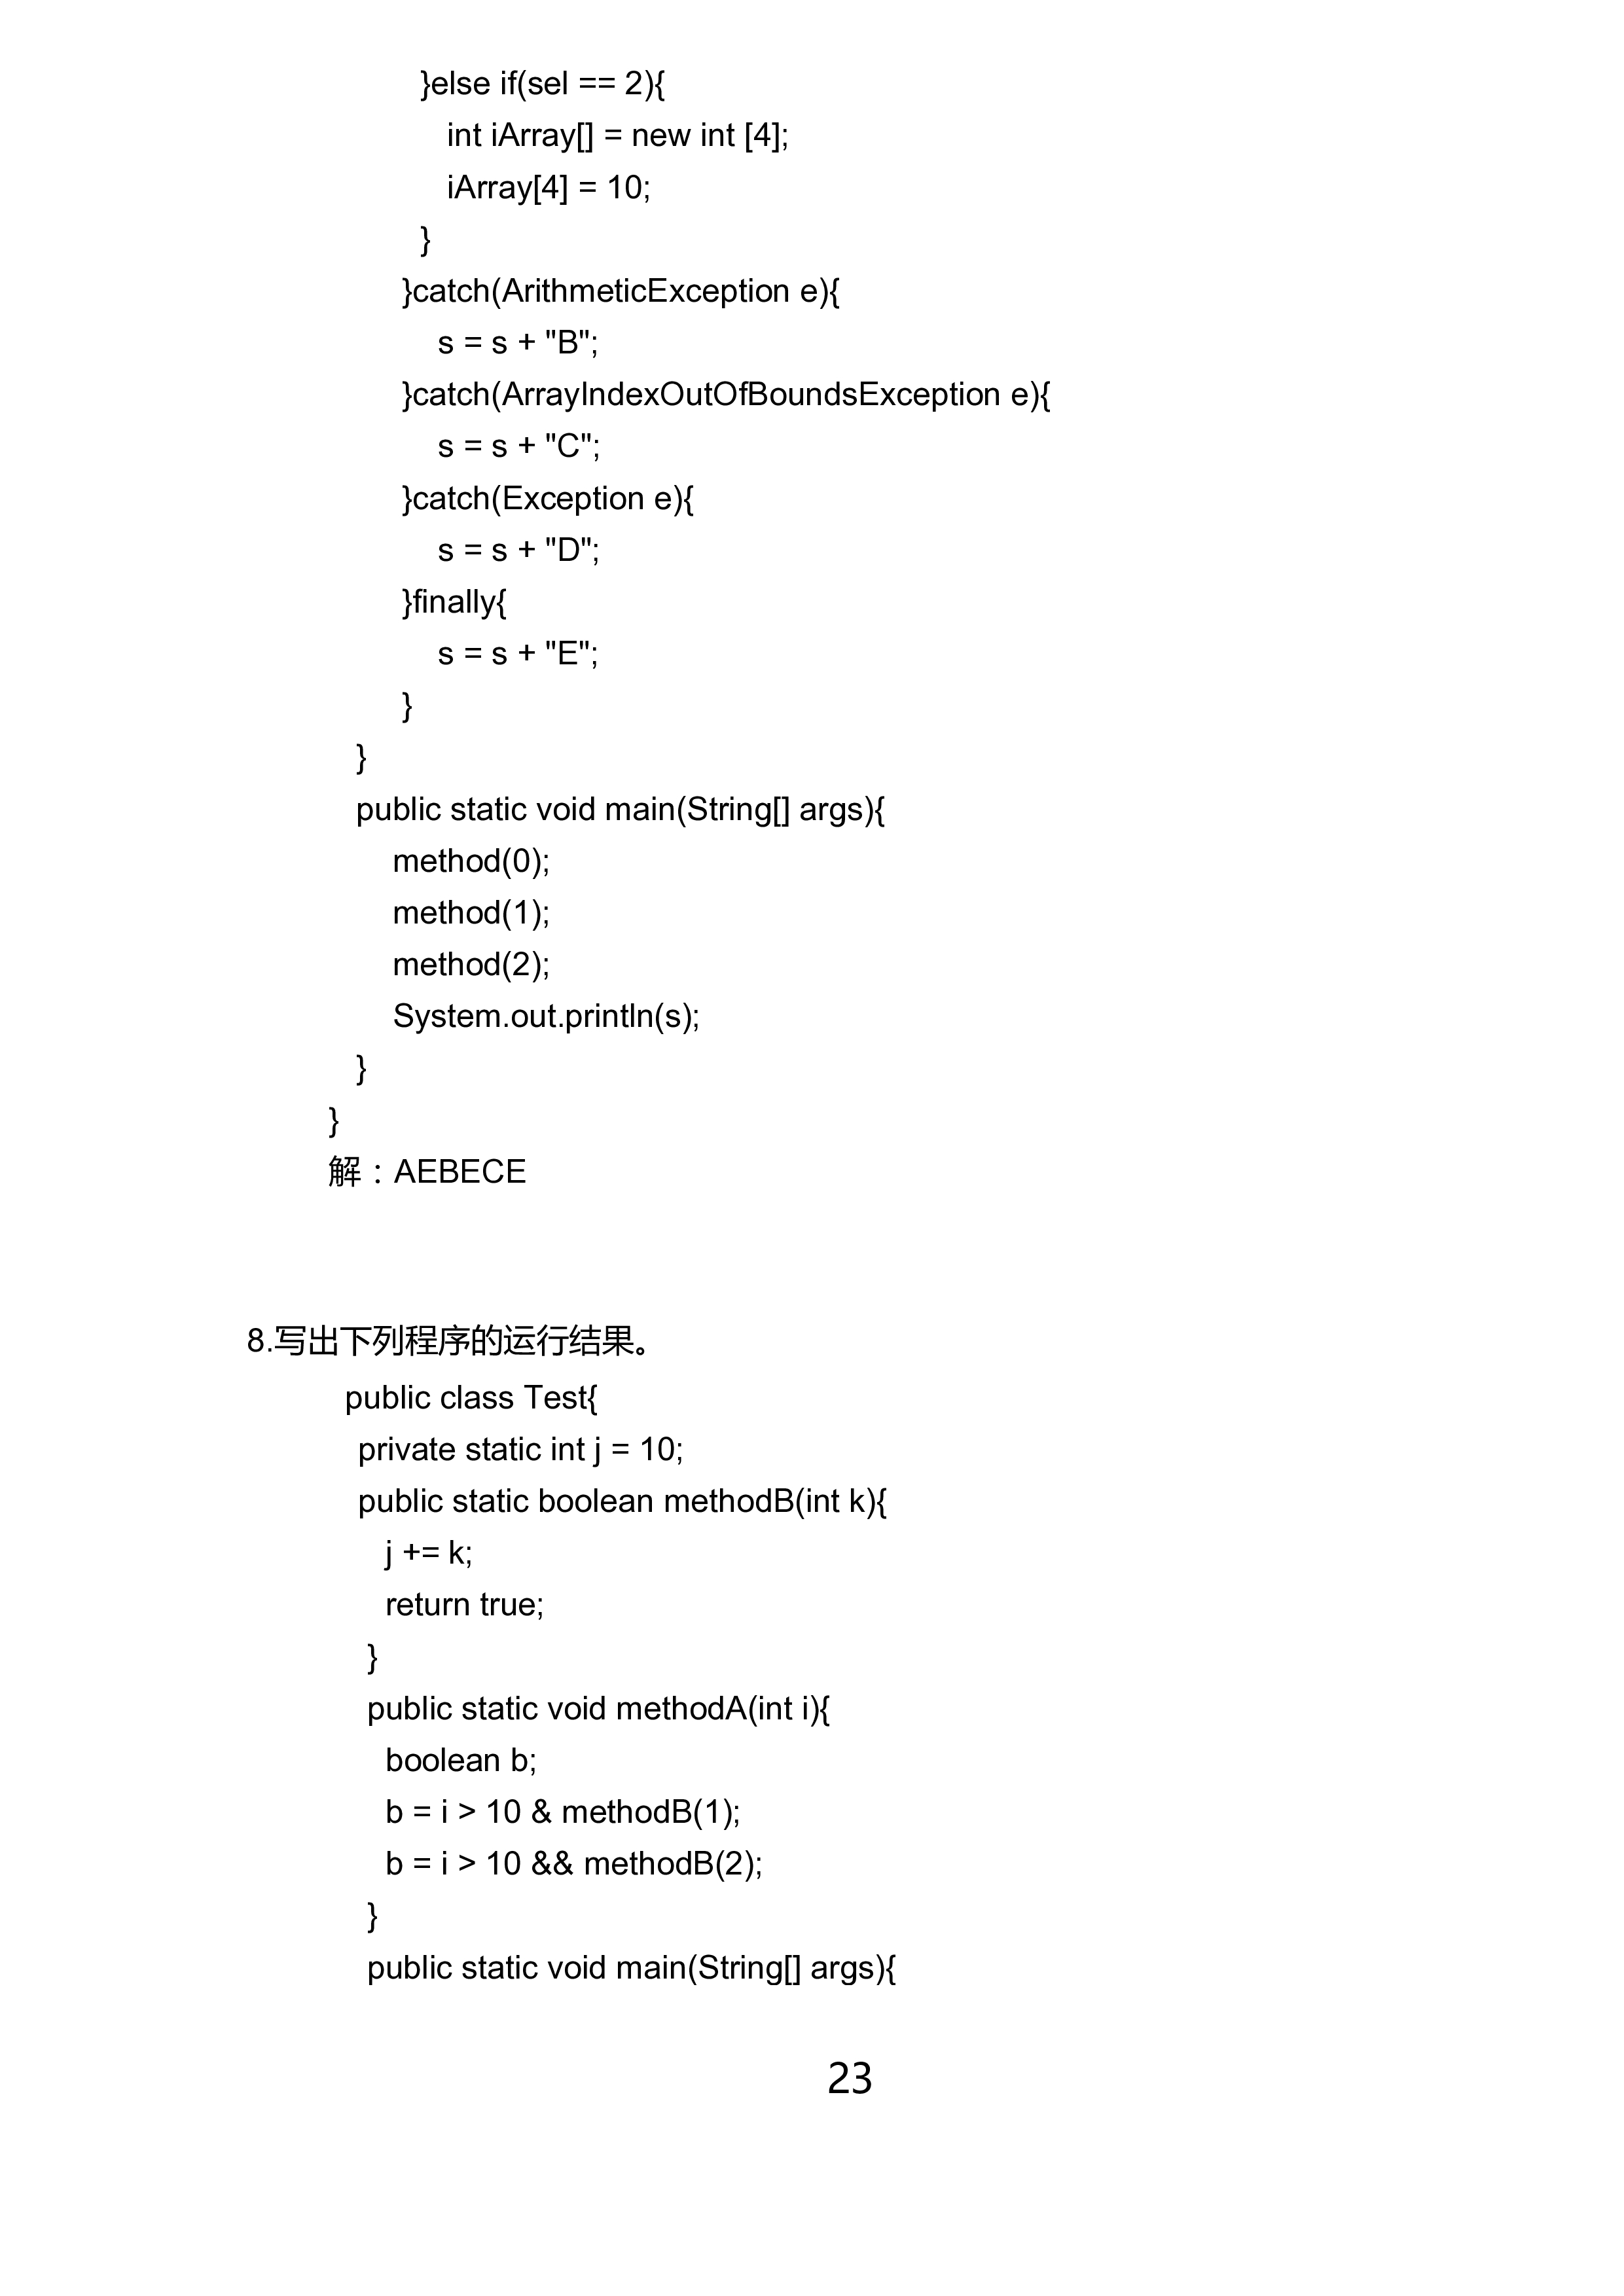 }else if(sel == 2){
int iArray[] = new int [4];
iArray[4] = 10;
}
}catch(ArithmeticException e){
s = s + "B";
}catch(ArrayIndexOutOfBoundsException e){
s = s + "C";
}catch(Exception e){
s = s + "D";
}finally{
s = s + "E";
}
}
public static void main(String[] args){
method(0);
method(1);
method(2);
System.out.println(s);
}
}
解：AEBECE
8.写出下列程序的运行结果。
public class Test{
private static int j = 10;
public static boolean methodB(int k){
j += k;
return true;
}
public static void methodA(int i){
boolean b;
b = i > 10 & methodB(1);
b = i > 10 && methodB(2);
}
public static void main(String[] args){
23